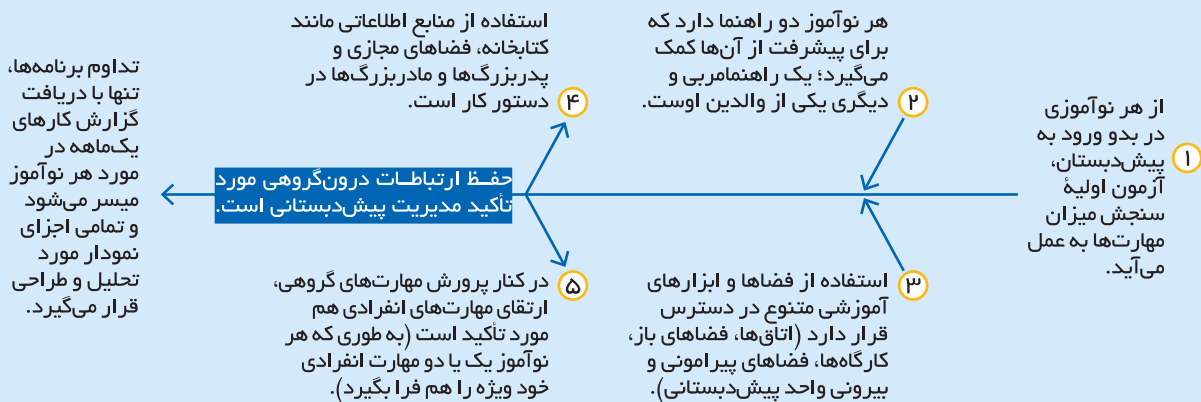 ۱
از هر نوآموزی
در بدو ورود به
پیش‌دبستان،
آزمون اولیهٔ
سنجش میزان
مهارت‌ها به عمل
می‌آید.
۲
هر نوآموز دو راهنما دارد که
برای پیشرفت از آن‌ها کمک
می‌گیرد؛ یک راهنمامربی و
دیگری یکی از والدین اوست.
۳
استفاده از فضاها و ابزارهای
آموزشی متنوع در دسترس
قرار دارد (اتاق‌ها، فضاهای باز،
کارگاه‌ها، فضاهای پیرامونی و
بیرونی واحد پیش‌دبستانی).
حفظ ارتباطات درون‌گروهی مورد
تأکید مدیریت پیش‌دبستانی است.
۴
استفاده از منابع اطلاعاتی مانند
کتابخانه، فضاهای مجازی و
پدربزرگ‌ها و مادربزرگ‌ها در
دستور کار است.
۵
در کنار پرورش مهارت‌های گروهی،
ارتقای مهارت‌های انفرادی هم
مورد تأکید است (به طوری که هر
نوآموز یک یا دو مهارت انفرادی
خود ویژه را هم فرا بگیرد).
تداوم برنامه‌ها،
تنها با دریافت
گزارش کارهای
یک‌ماهه در
مورد هر نوآموز
میسر می‌شود
و تمامی اجزای
نمودار مورد
تحلیل و طراحی
قرار می‌گیرد.